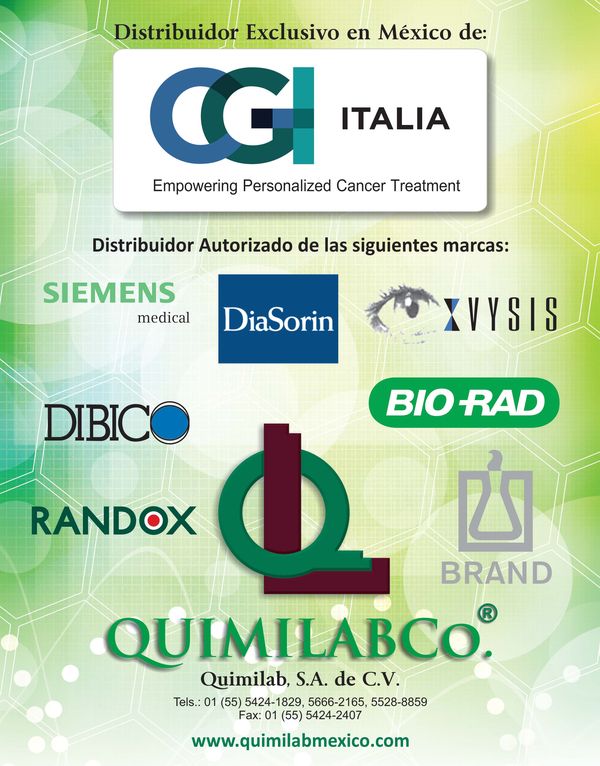 Distribuidor Exclusivo en México de:
CGI ITALIA
Empowering Personalized Cancer Treatment
Distribuidor Autorizado de las siguientes marcas:
SIEMENS
medical
DiaSorin
VYSIS
DIBICO
BIO-RAD
RANDOX
BRAND
QL
QUIMILABCo.®
Quimilab, S.A. de C.V.
Tels.: 01 (55) 5424-1829, 5666-2165, 5528-8859
Fax: 01 (55) 5424-2407
www.quimilabmexico.com